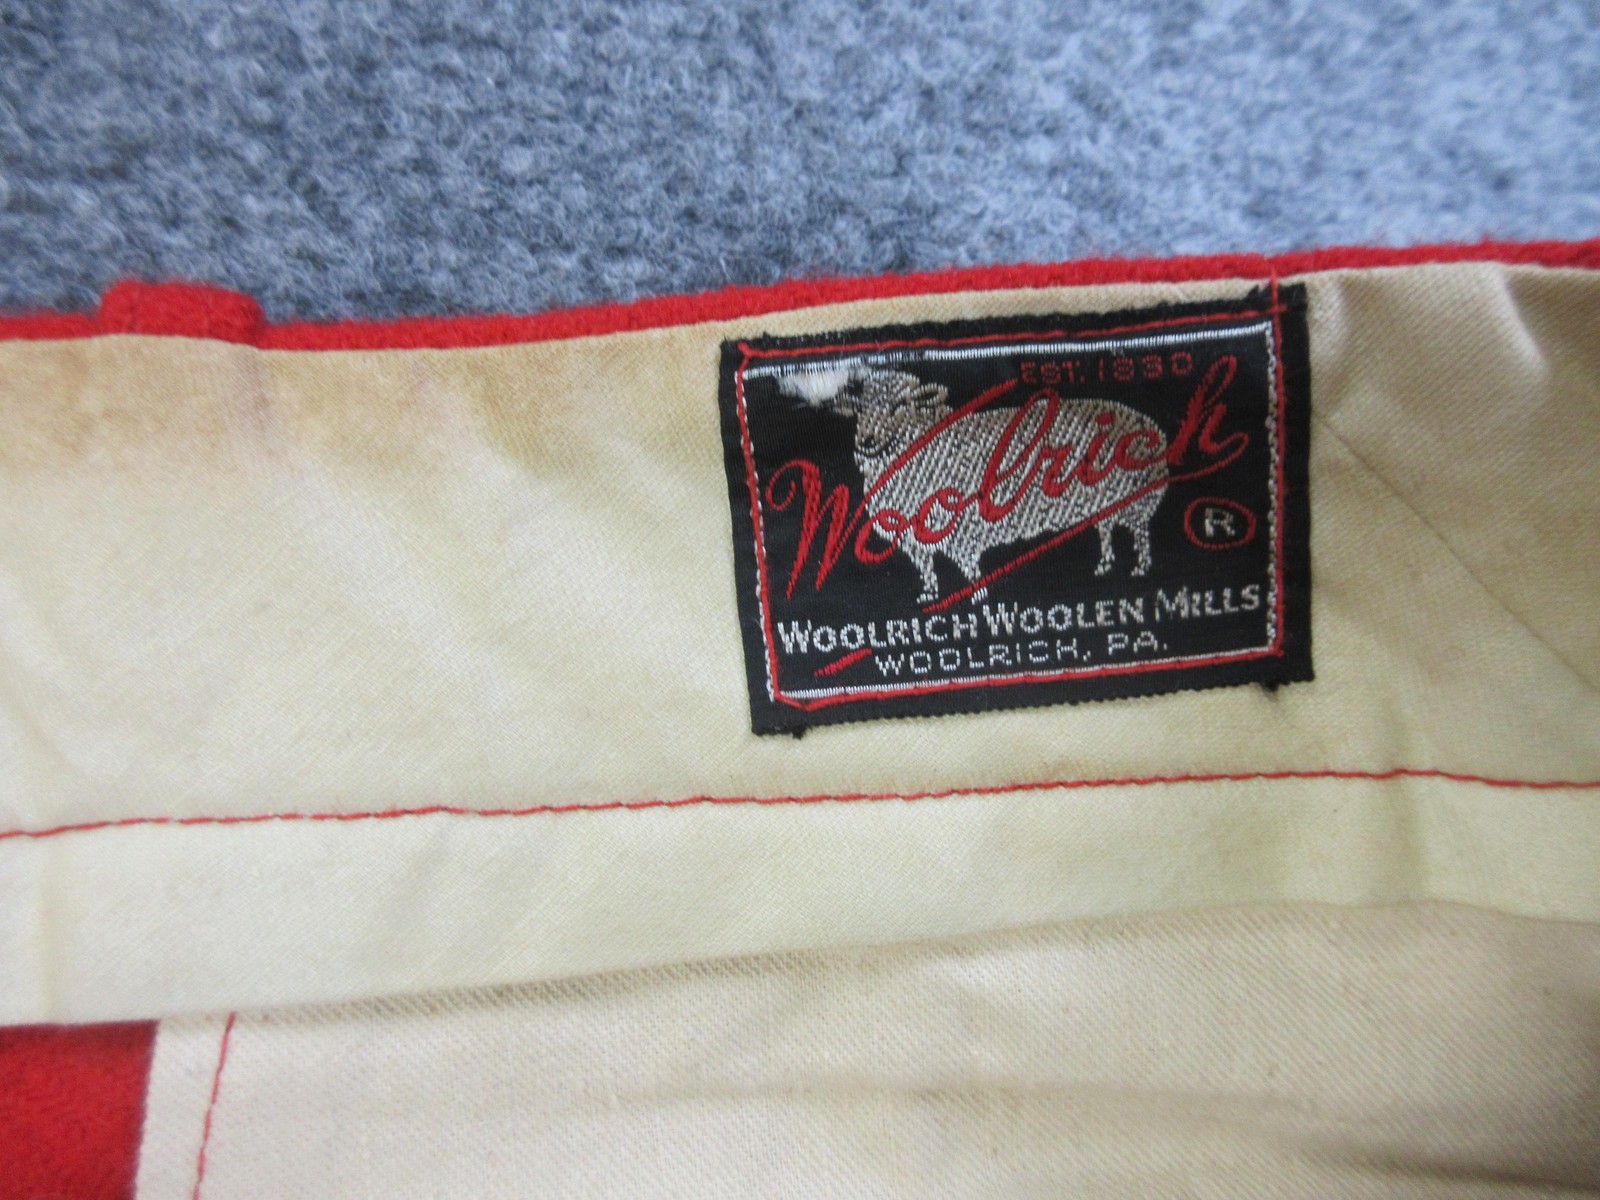 EST. 1830
Woolrich
R
WOOLRICH WOOLEN MILLS
WOOLRICH, PA.